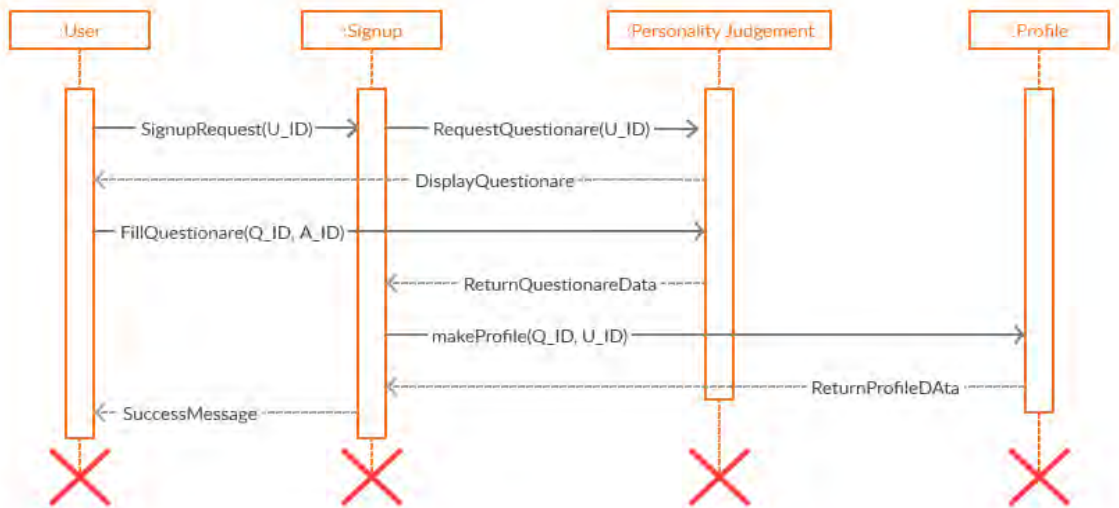 :User
:Signup
:Personality Judgement
:Profile
SignupRequest(U_ID)
RequestQuestionare(U_ID)
DisplayQuestionare
FillQuestionare(Q_ID, A_ID)
ReturnQuestionareData
makeProfile(Q_ID, U_ID)
ReturnProfileDAta
SuccessMessage